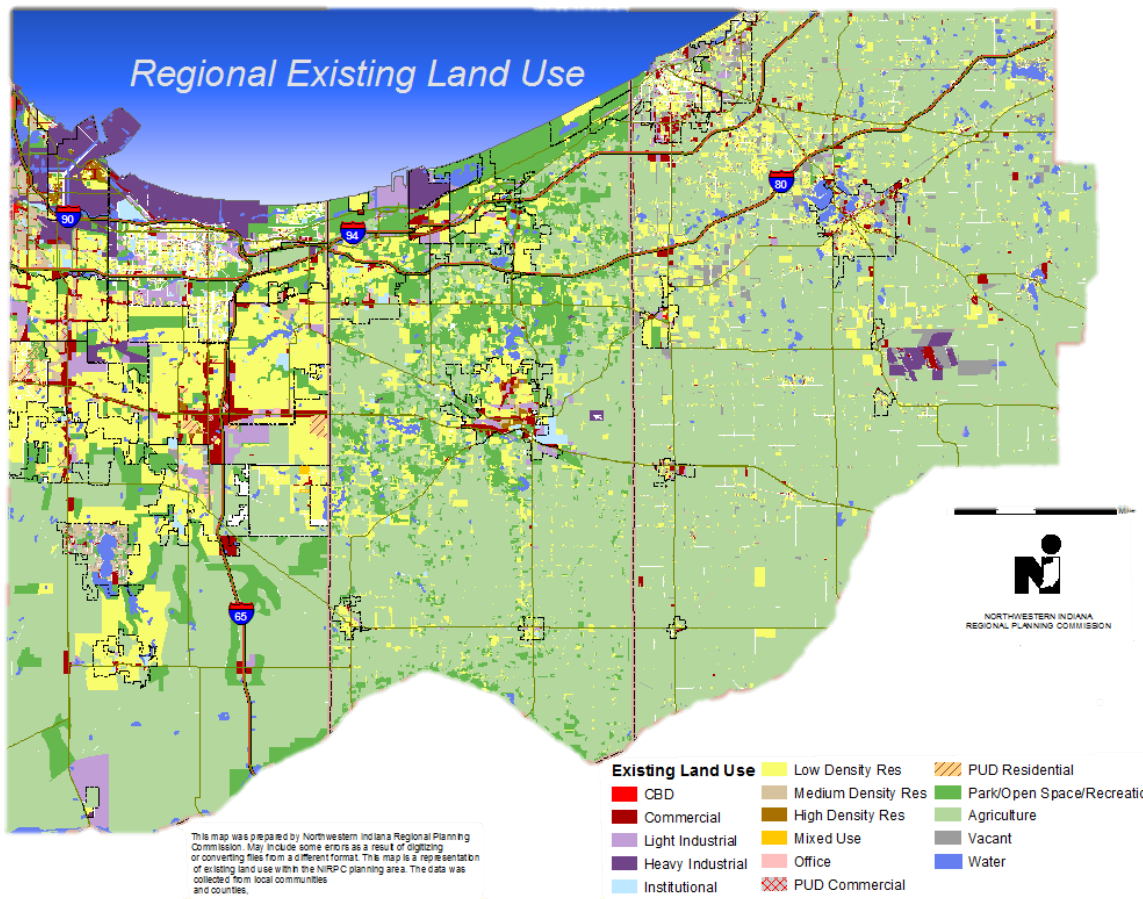 Regional Existing Land Use
90
94
80
65
NORTHWESTERN INDIANA
REGIONAL PLANNING COMMISSION
Existing Land Use
CBD
Commercial
Light Industrial
Heavy Industrial
Institutional
Low Density Res
Medium Density Res
High Density Res
Mixed Use
Office
PUD Commercial
PUD Residential
Park/Open Space/Recreatio
Agriculture
Vacant
Water
This map was prepared by Northwestern Indiana Regional Planning
Commission. May include some errors as a result of digitizing
or converting files from a different format. This map is a representation
of existing land use within the NIRPC planning area. The data was
collected from local communities
and counties,